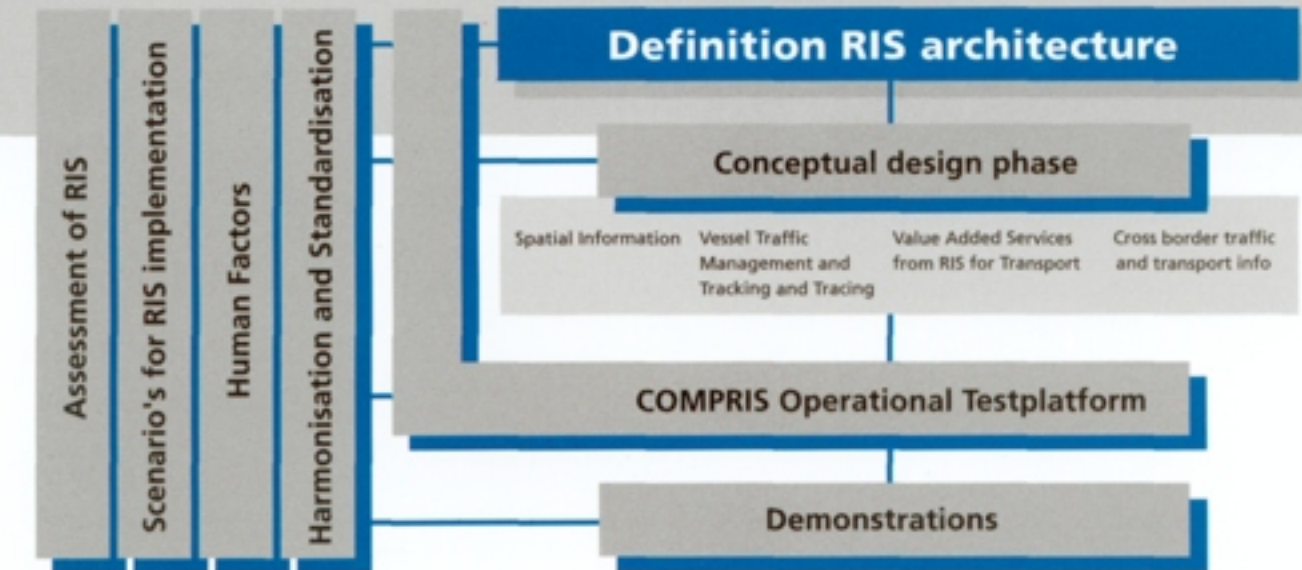 Assessment of RIS
Scenario's for RIS implementation
Human Factors
Harmonisation and Standardisation
Definition RIS architecture
Conceptual design phase
Spatial Information
Vessel Traffic
Management and
Tracking and Tracing
Value Added Services
from RIS for Transport
Cross border traffic
and transport info
COMPRIS Operational Testplatform
Demonstrations